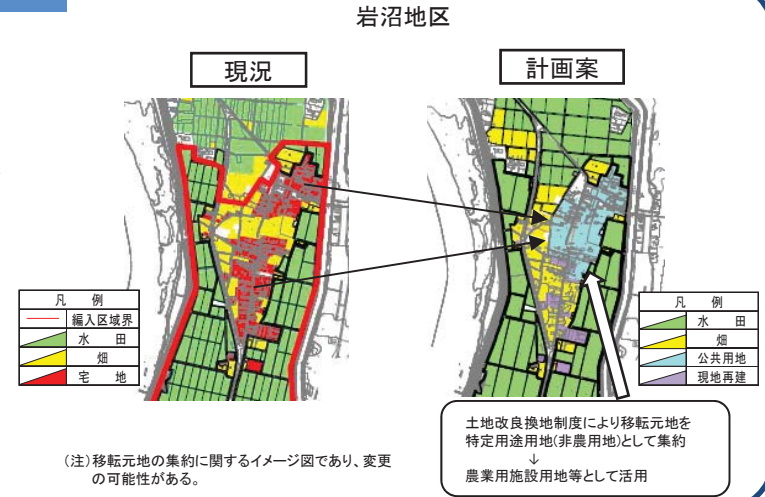 岩沼地区
現況
計画案
凡 例
編入区域界
水 田
畑
宅 地
凡 例
水 田
畑
公共用地
現地再建
土地改良換地制度により移転元地を
特定用途用地(非農用地)として集約
↓
農業用施設用地等として活用
(注)移転元地の集約に関するイメージ図であり、変更
の可能性がある。